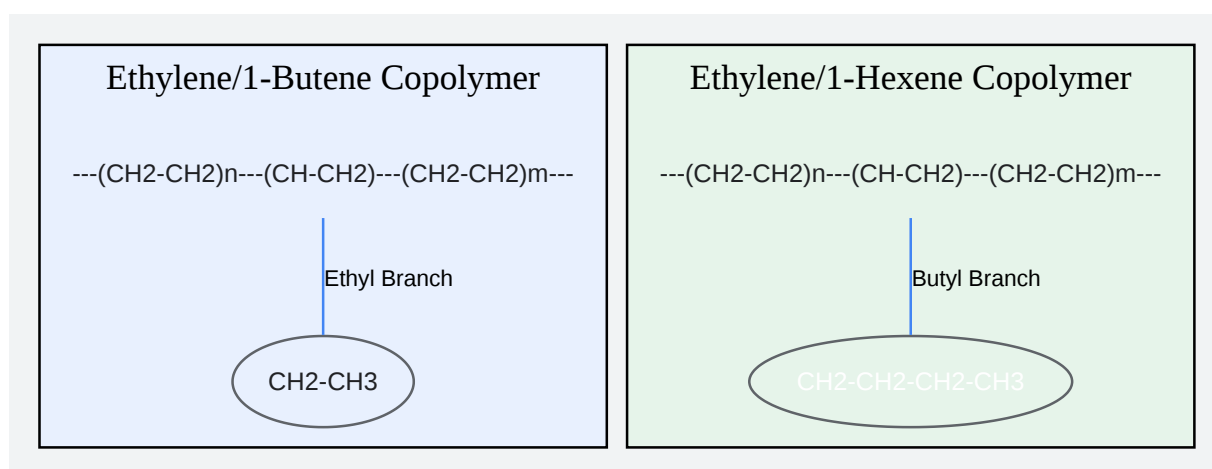 Ethylene/1-Butene Copolymer
---(CH2-CH2)n---(CH-CH2)---(CH2-CH2)m---
Ethyl Branch
CH2-CH3
Ethylene/1-Hexene Copolymer
---(CH2-CH2)n---(CH-CH2)---(CH2-CH2)m---
Butyl Branch
CH2-CH2-CH2-CH3